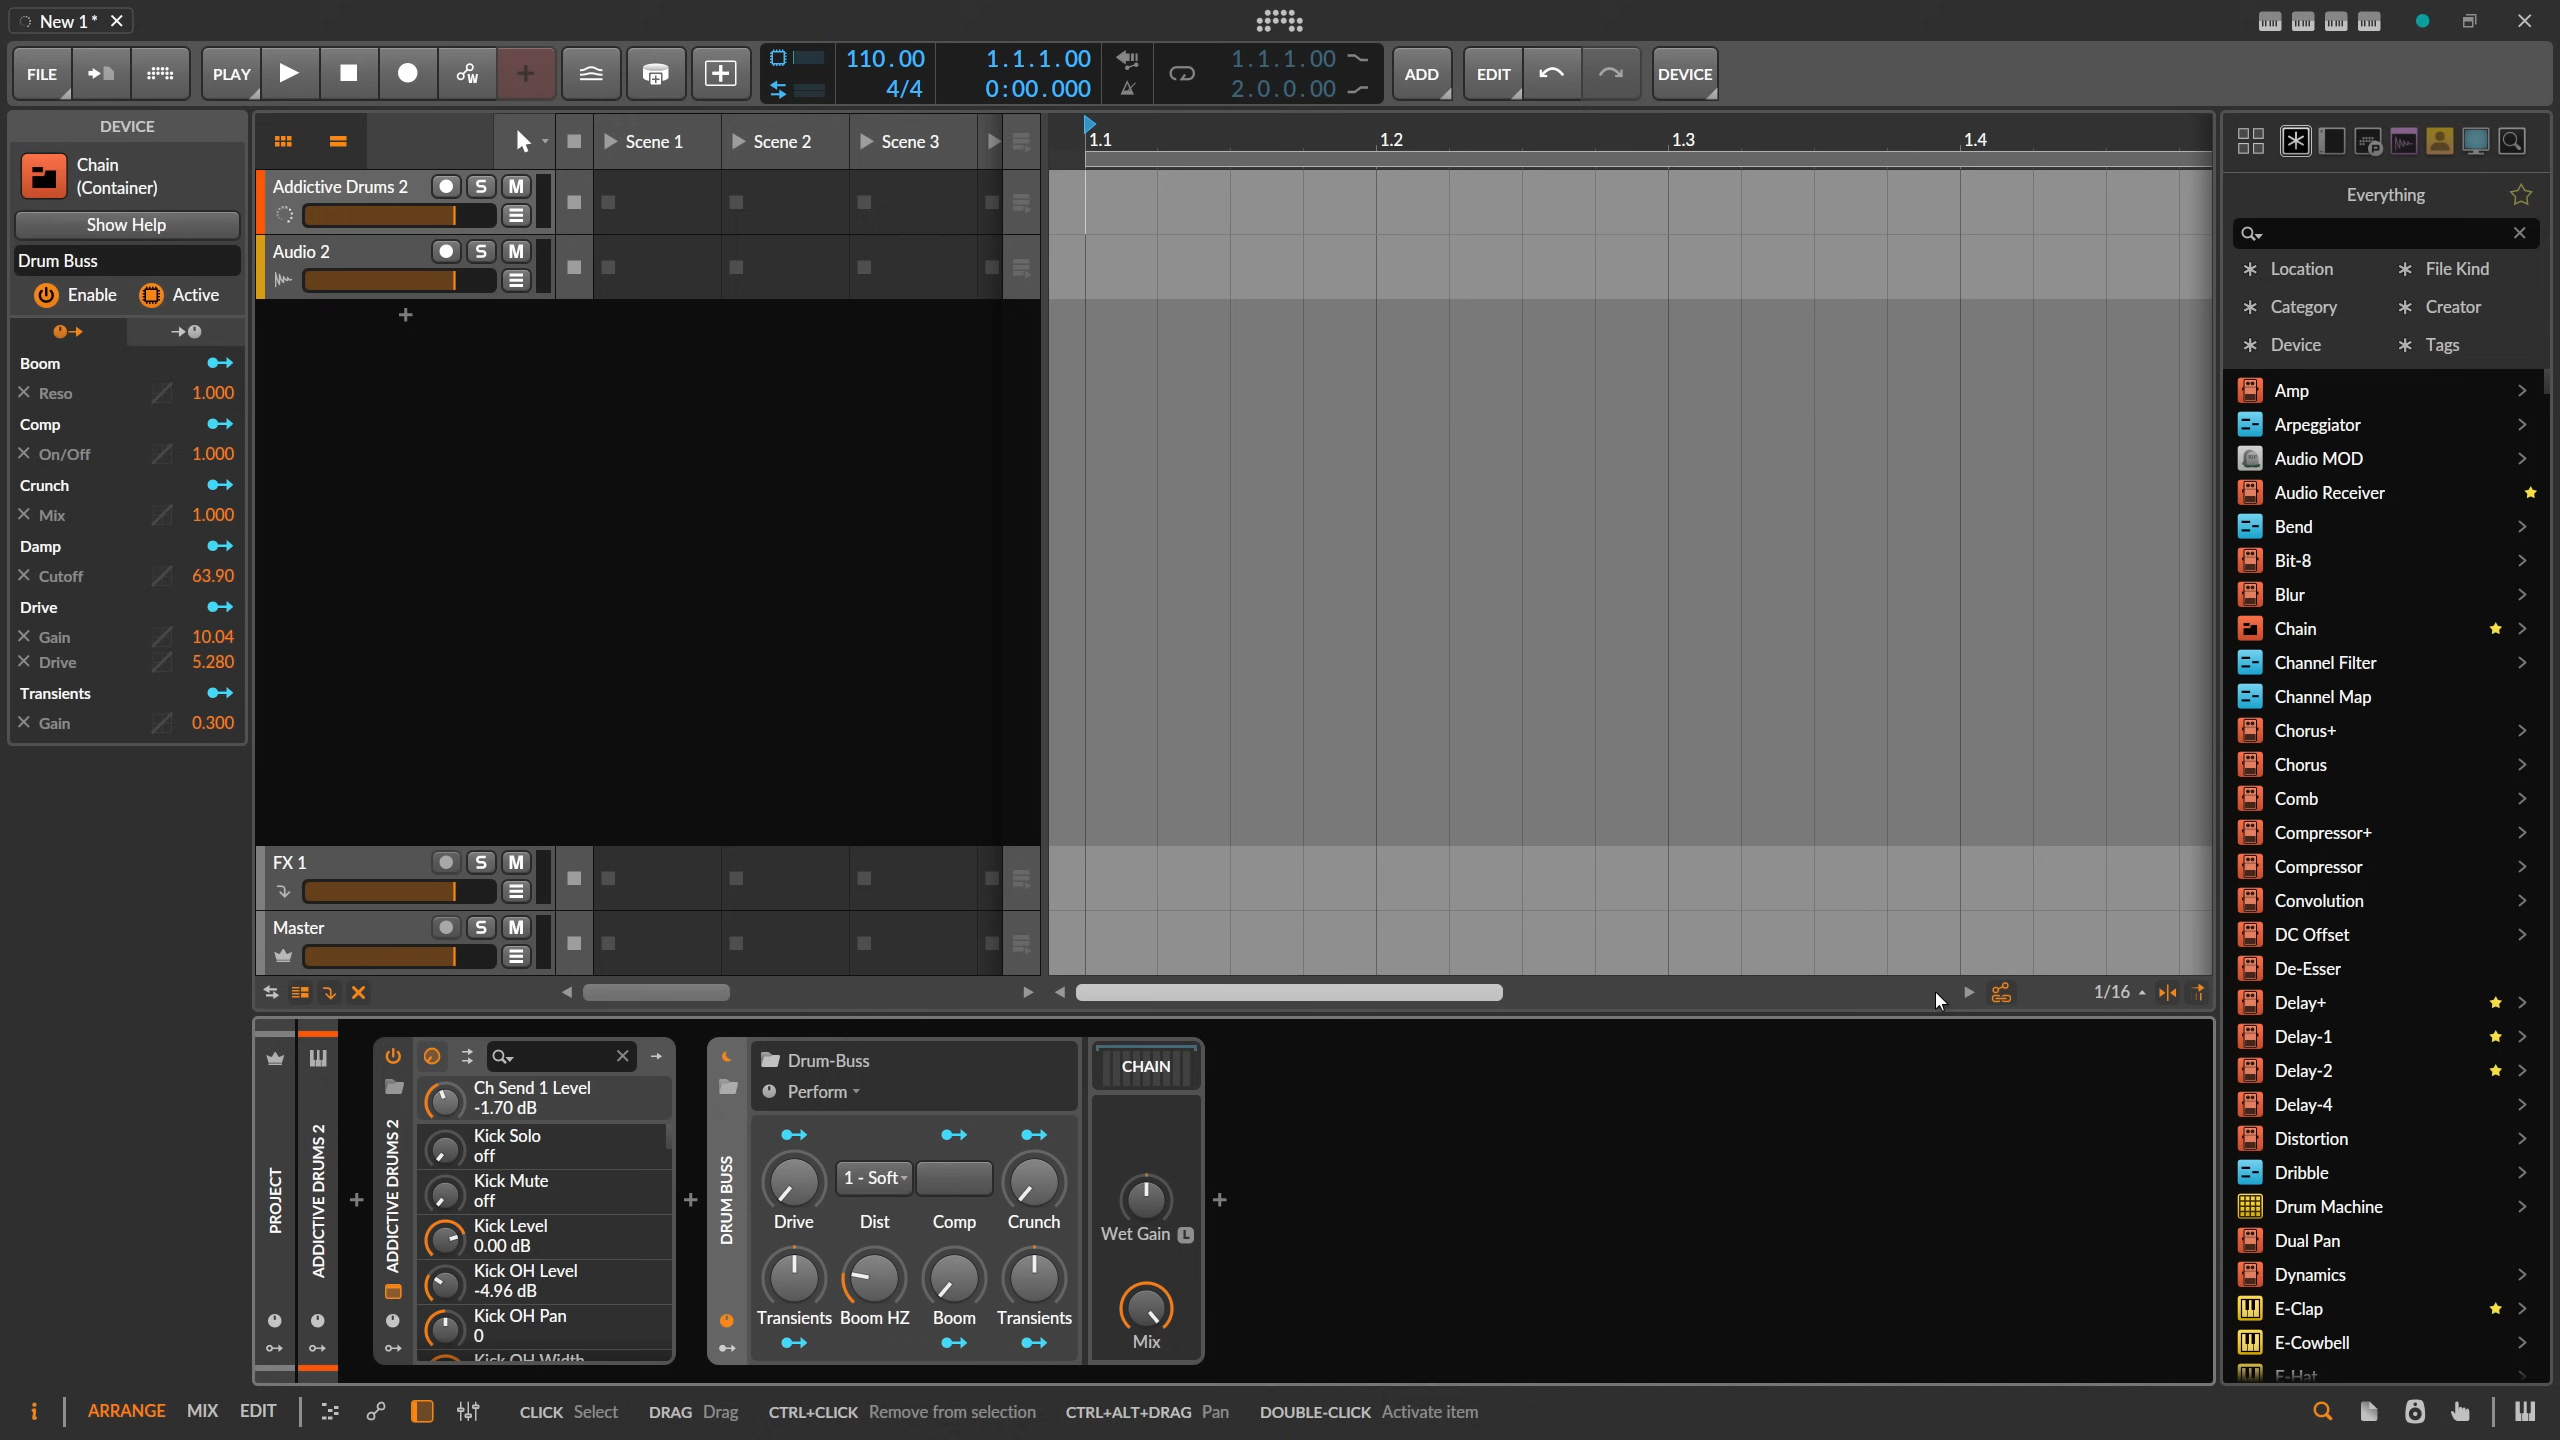 New 1*
FILE PLAY 110.00 4/4 1.1.1.00 0:00.000 1.1.1.00 2.0.0.00 ADD EDIT DEVICE
DEVICE
Chain
(Container)
Show Help
Drum Buss
Enable Active
Boom
Reso 1.000
Comp
On/Off 1.000
Crunch
Mix 1.000
Damp
Cutoff 63.90
Drive
Gain 10.04
Drive 5.280
Transients
Gain 0.300
Scene 1 Scene 2 Scene 3
Addictive Drums 2 S M
Audio 2 S M
FX 1 S M
Master S M
1.1 1.2 1.3 1.4
1/16
PROJECT
ADDICTIVE DRUMS 2
ADDICTIVE DRUMS 2
Ch Send 1 Level
-1.70 dB
Kick Solo
off
Kick Mute
off
Kick Level
0.00 dB
Kick OH Level
-4.96 dB
Kick OH Pan
0
Kick OH Width
DRUM BUSS
Drum-Buss
Perform
1 - Soft
Drive Dist Comp Crunch
Transients Boom HZ Boom Transients
CHAIN
Wet Gain L
Mix
Everything
Location File Kind
Category Creator
Device Tags
Amp
Arpeggiator
Audio MOD
Audio Receiver
Bend
Bit-8
Blur
Chain
Channel Filter
Channel Map
Chorus+
Chorus
Comb
Compressor+
Compressor
Convolution
DC Offset
De-Esser
Delay+
Delay-1
Delay-2
Delay-4
Distortion
Dribble
Drum Machine
Dual Pan
Dynamics
E-Clap
E-Cowbell
E-Hat
ARRANGE MIX EDIT CLICK Select DRAG Drag CTRL+CLICK Remove from selection CTRL+ALT+DRAG Pan DOUBLE-CLICK Activate item